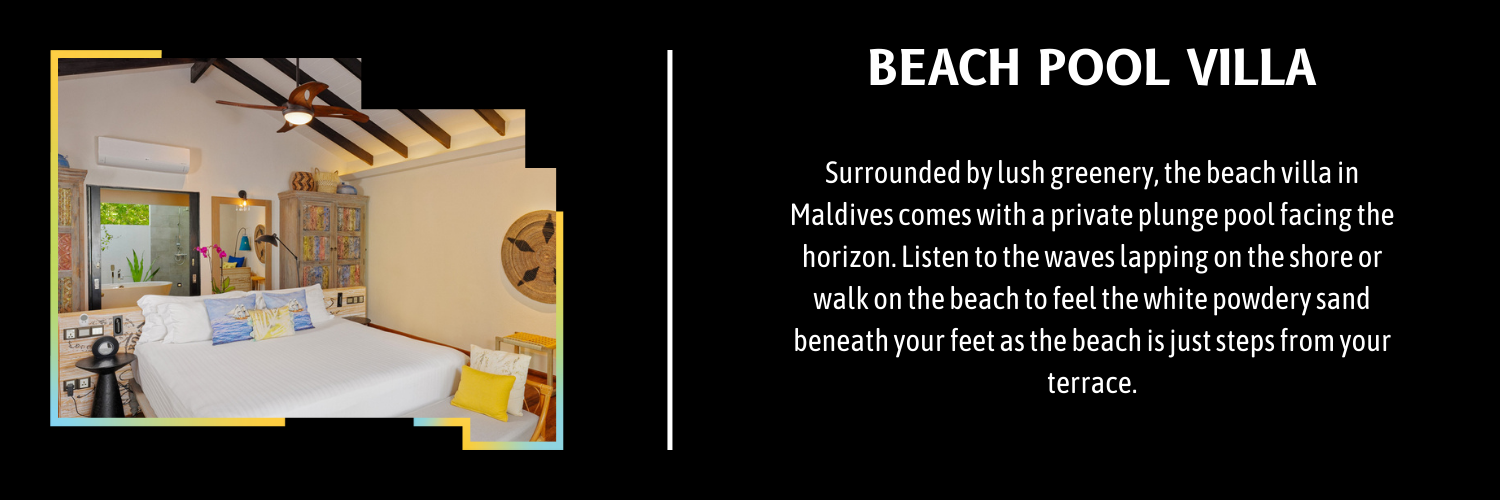 BEACH POOL VILLA
Surrounded by lush greenery, the beach villa in
Maldives comes with a private plunge pool facing the
horizon. Listen to the waves lapping on the shore or
walk on the beach to feel the white powdery sand
beneath your feet as the beach is just steps from your
terrace.